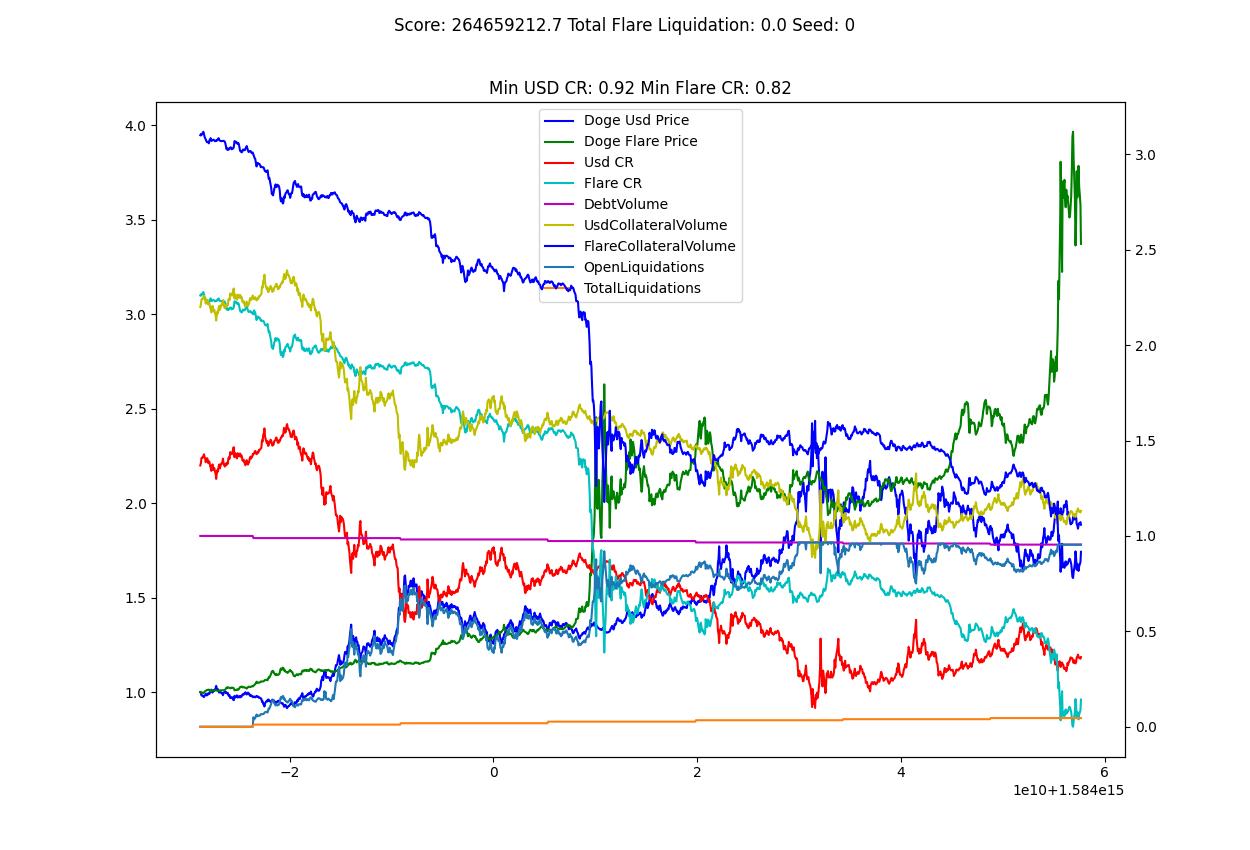 Score: 264659212.7 Total Flare Liquidation: 0.0 Seed: 0
Min USD CR: 0.92 Min Flare CR: 0.82
Doge Usd Price
Doge Flare Price
Usd CR
Flare CR
DebtVolume
UsdCollateralVolume
FlareCollateralVolume
OpenLiquidations
TotalLiquidations
4.0
3.5
3.0
2.5
2.0
1.5
1.0
3.0
2.5
2.0
1.5
1.0
0.5
0.0
−2 0 2 4 6
1e10+1.584e15